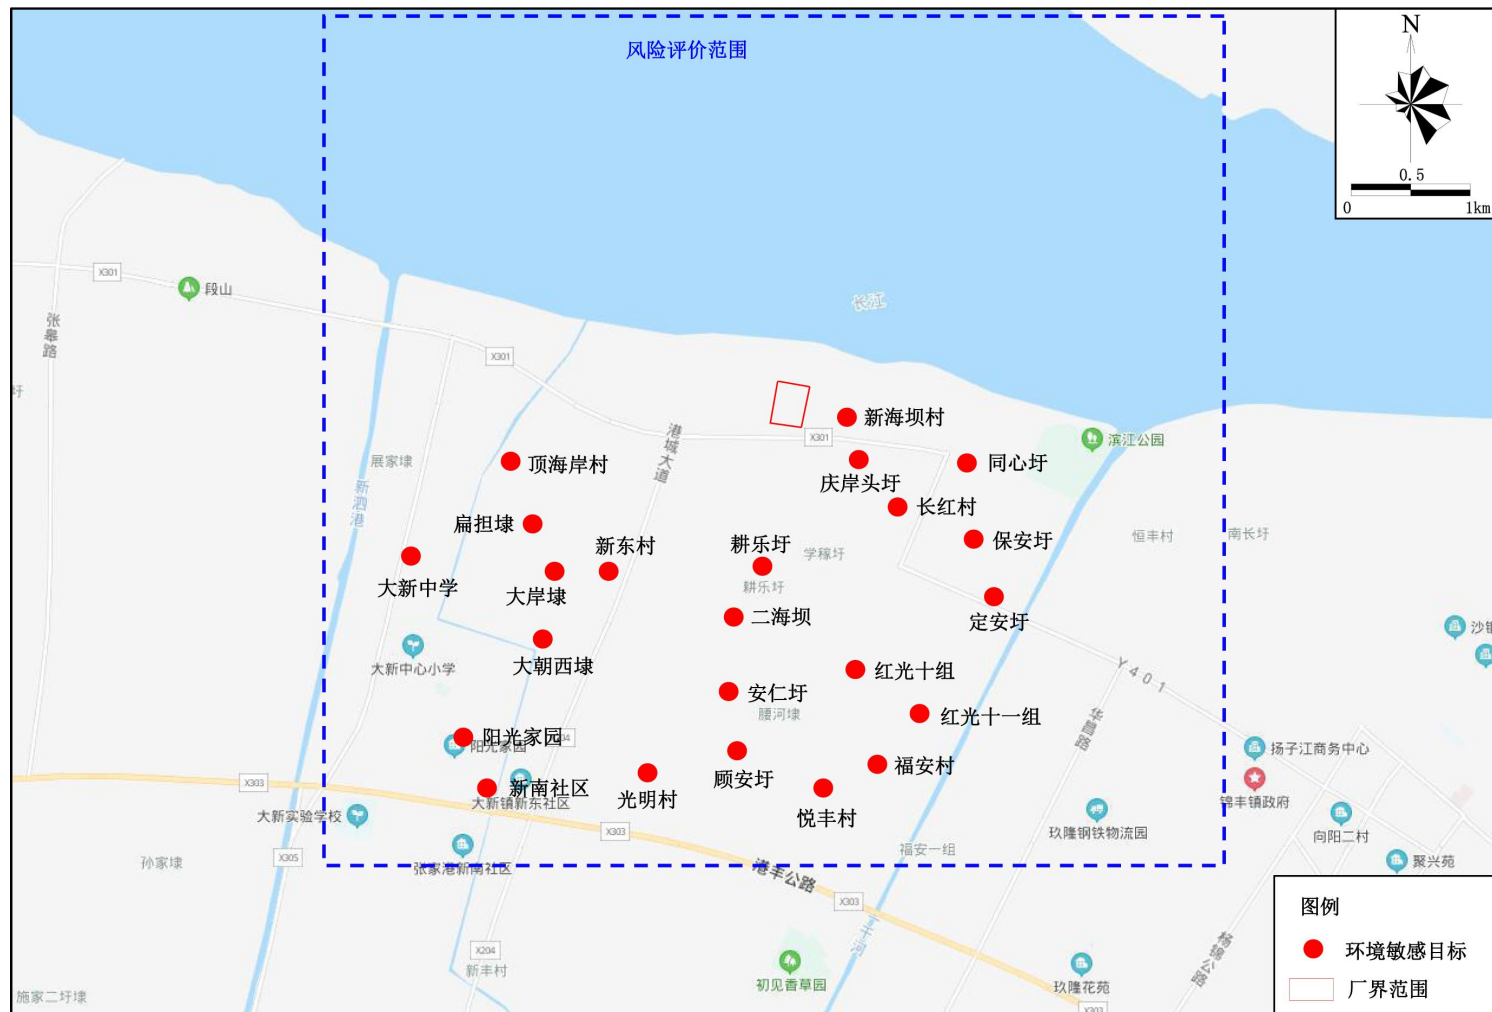 风险评价范围
N
0.5
0
1km
X301
段山
张皋路
长江
X301
圩
新海坝村
港城大道
X301
滨江公园
展家埭
顶海岸村
庆岸头圩
同心圩
新泗港
长红村
扁担埭
保安圩
恒丰村
南长圩
新东村
耕乐圩
学稼圩
大新中学
大岸埭
耕乐圩
定安圩
二海坝
大朝西埭
大新中心小学
红光十组
Y401
安仁圩
腰河埭
红光十一组
华昌路
阳光家园
阳光家园
扬子江商务中心
顾安圩
福安村
X303
新南社区
大新镇新东社区
光明村
悦丰村
锦丰镇政府
大新实验学校
X303
玖隆钢铁物流园
向阳二村
孙家埭
X305
张家港新南社区
港丰公路
福安一组
聚兴苑
X303
图例
环境敏感目标
厂界范围
X204
新丰村
三干河
杨锦公路
初见香草园
玖隆花苑
施家二圩埭
X303